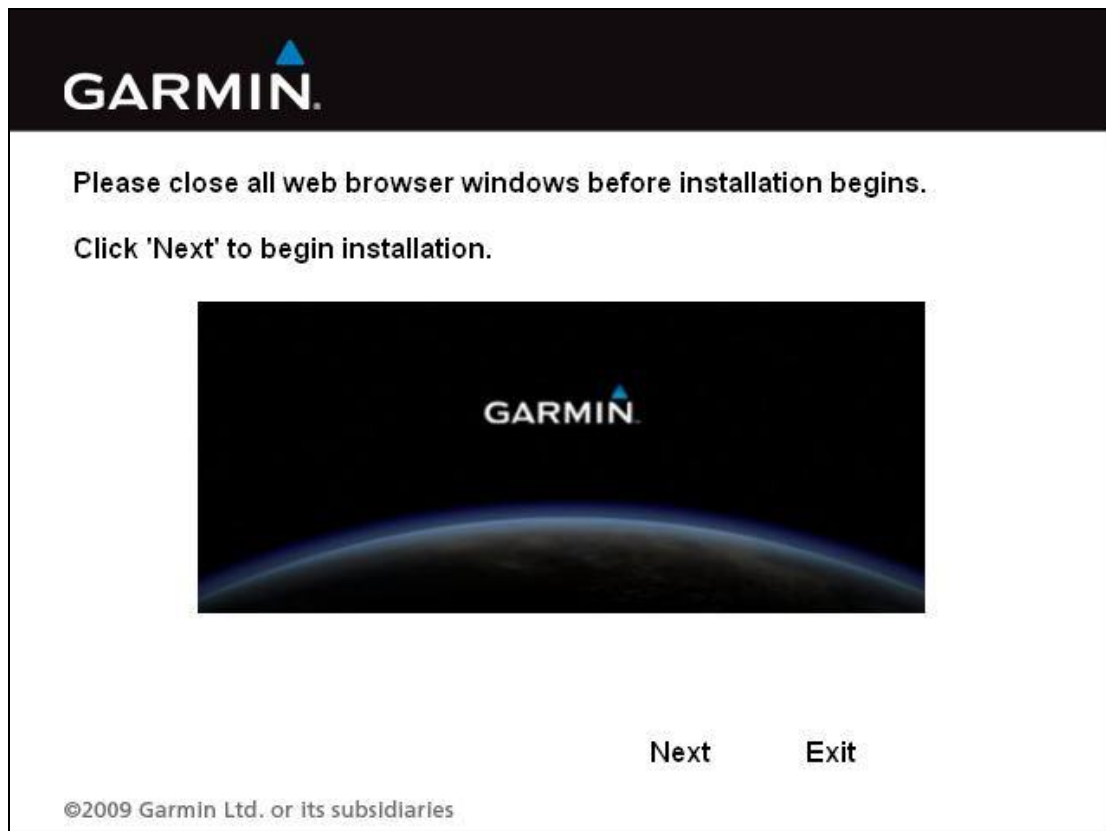 GARMIN.
Please close all web browser windows before installation begins.
Click 'Next' to begin installation.
GARMIN
Next Exit
©2009 Garmin Ltd. or its subsidiaries